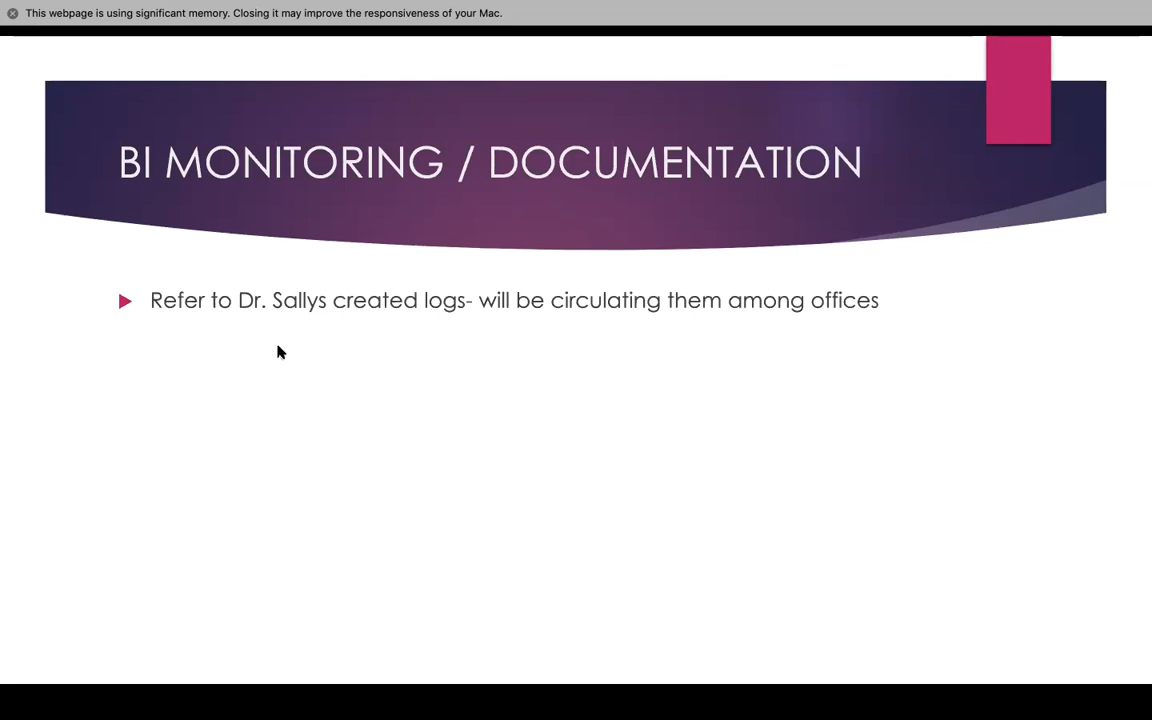 This webpage is using significant memory. Closing it may improve the responsiveness of your Mac.
BI MONITORING / DOCUMENTATION
Refer to Dr. Sallys created logs- will be circulating them among offices